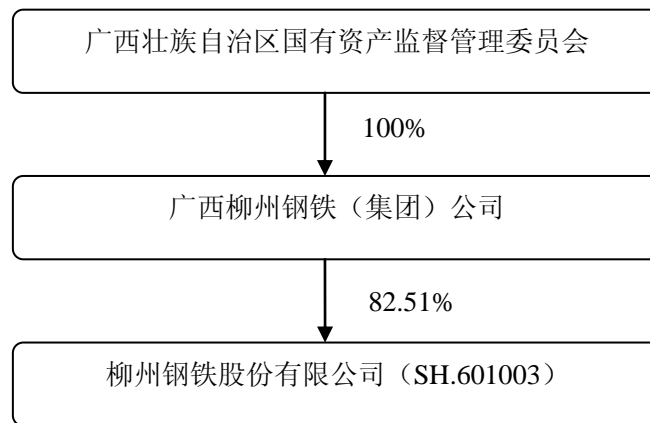 广西壮族自治区国有资产监督管理委员会
100%
广西柳州钢铁（集团）公司
82.51%
柳州钢铁股份有限公司（SH.601003）